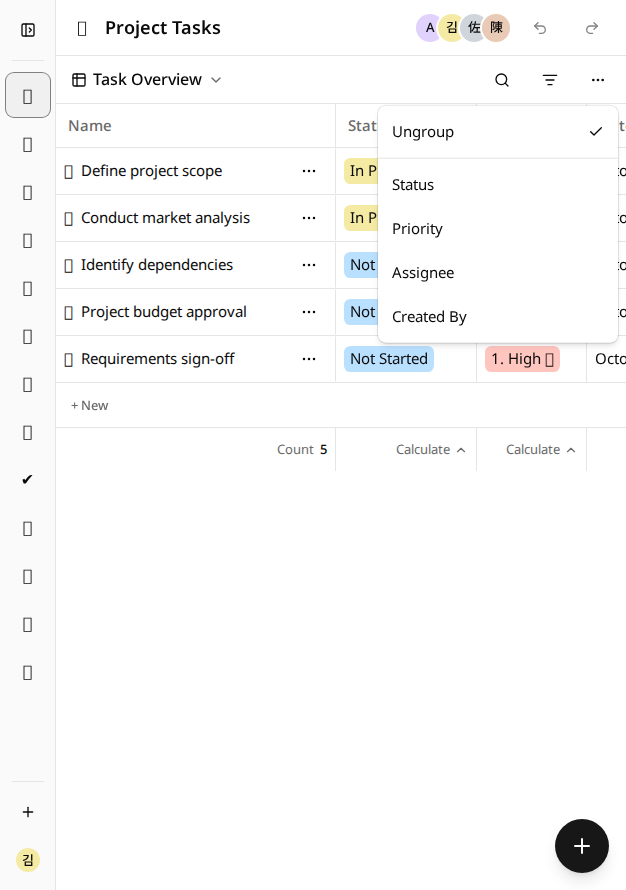 Project Tasks
A 김 佐 陳
Task Overview
Name
Ungroup
Status
Priority
Assignee
Created By
Define project scope
In P
Conduct market analysis
In P
Identify dependencies
Not
Project budget approval
Not
Requirements sign-off
Not Started
1. High
Octo
+ New
Count 5
Calculate
Calculate
김